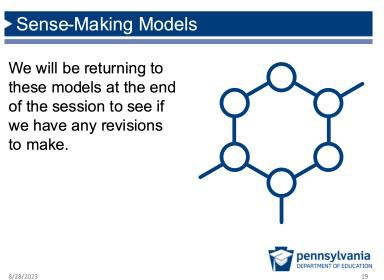 Sense-Making Models
We will be returning to
these models at the end
of the session to see if
we have any revisions
to make.
pennsylvania
DEPARTMENT OF EDUCATION
8/28/2023
19